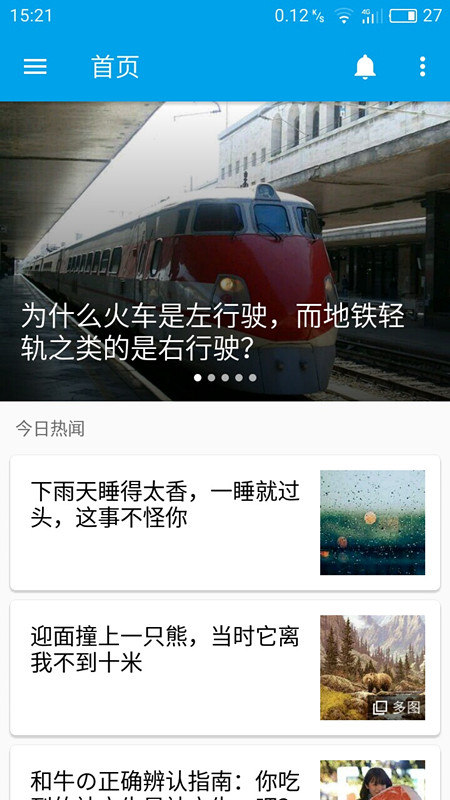 15:21
0.12 K/s
4G
27
首页
为什么火车是左行驶，而地铁轻
轨之类的是右行驶？
今日热闻
下雨天睡得太香，一睡就过
头，这事不怪你
迎面撞上一只熊，当时它离
我不到十米
多图
和牛の正确辨认指南：你吃